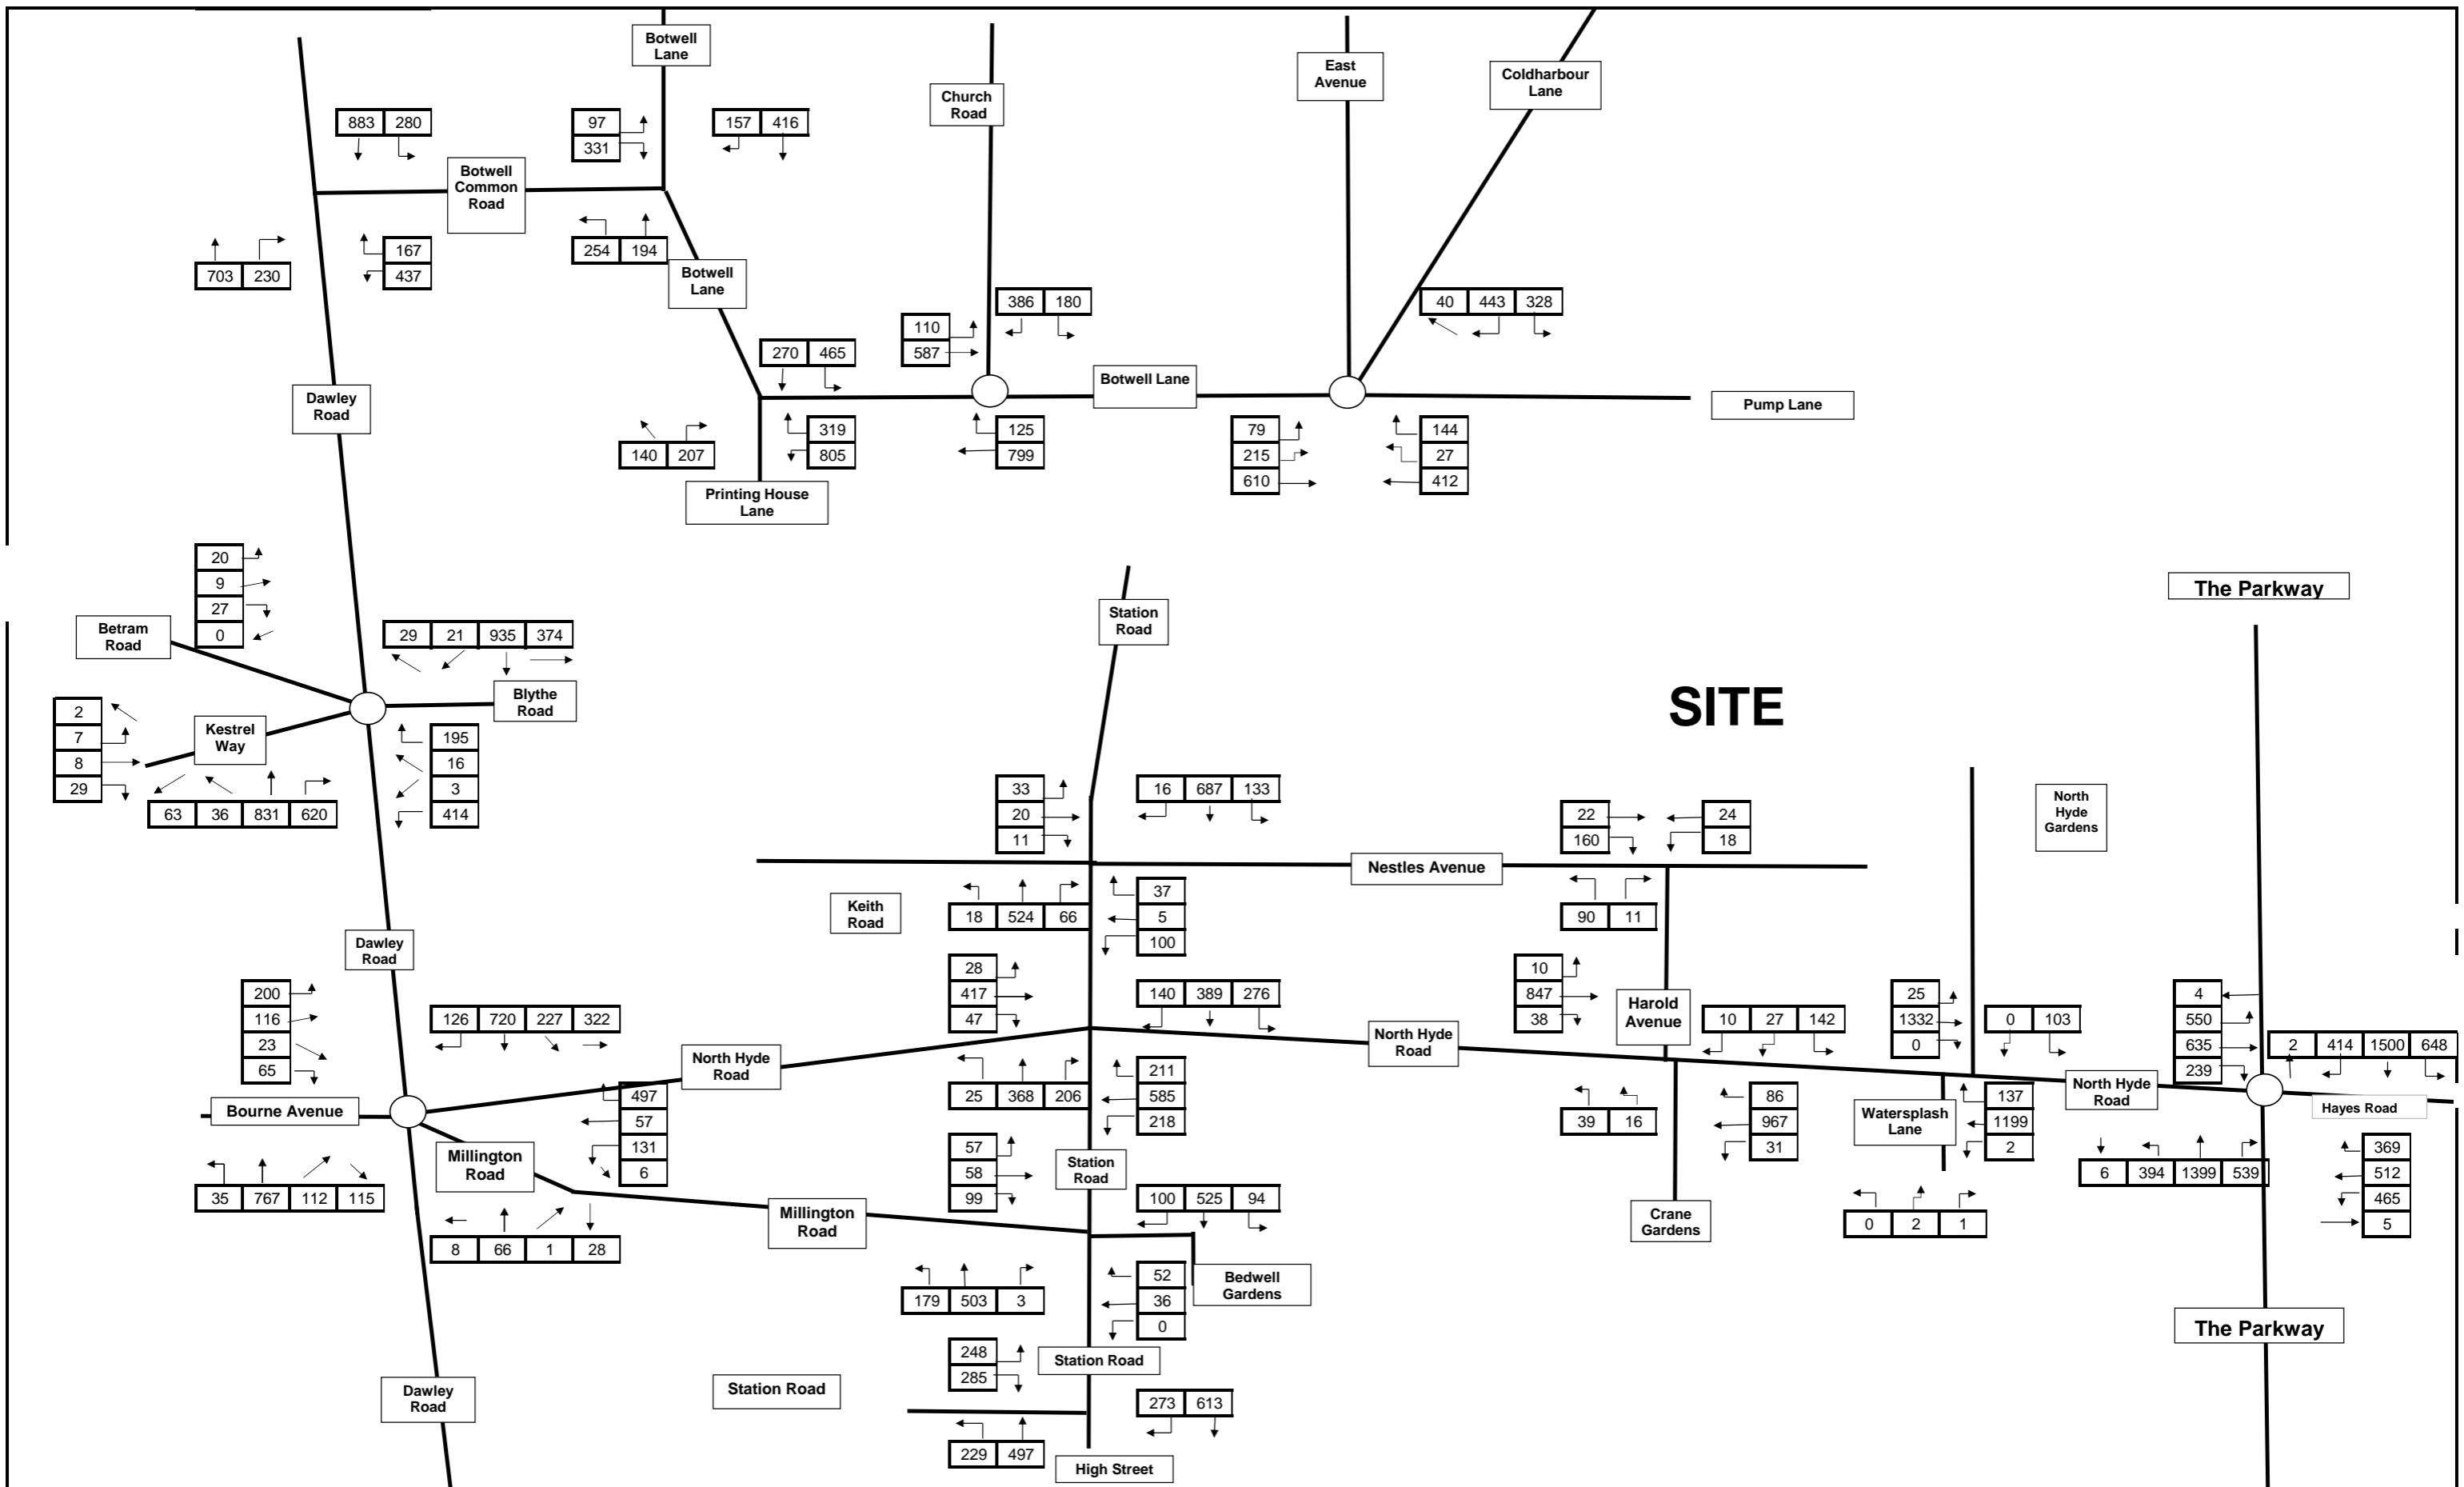 Botwell
Lane
Church
Road
East
Avenue
Coldharbour
Lane
883 280
97
331
157 416
Botwell
Common
Road
703 230
167
437
254 194
Botwell
Lane
386 180
40 443 328
110
587
270 465
Dawley
Road
Botwell Lane
Pump Lane
140 207
319
805
125
799
79
215
610
144
27
412
Printing House
Lane
20
9
27
0
Betram
Road
29 21 935 374
Station
Road
The Parkway
Blythe
Road
2
7
8
29
Kestrel
Way
195
16
3
414
63 36 831 620
SITE
33
20
11
16 687 133
22
160
24
18
North
Hyde
Gardens
Nestles Avenue
Keith
Road
18 524 66
37
5
100
90 11
Dawley
Road
28
417
47
140 389 276
10
847
38
Harold
Avenue
10 27 142
25
1332
0
0 103
4
550
635
239
2 414 1500 648
200
116
23
65
126 720 227 322
North Hyde
Road
North Hyde
Road
North Hyde
Road
Bourne Avenue
497
57
131
6
25 368 206
211
585
218
39 16
86
967
31
Watersplash
Lane
137
1199
2
Hayes Road
Millington
Road
57
58
99
Station
Road
35 767 112 115
100 525 94
6 394 1399 539
369
512
465
5
8 66 1 28
Millington
Road
Crane
Gardens
0 2 1
179 503 3
52
36
0
Bedwell
Gardens
The Parkway
248
285
Station Road
Station Road
Dawley
Road
273 613
229 497
High Street